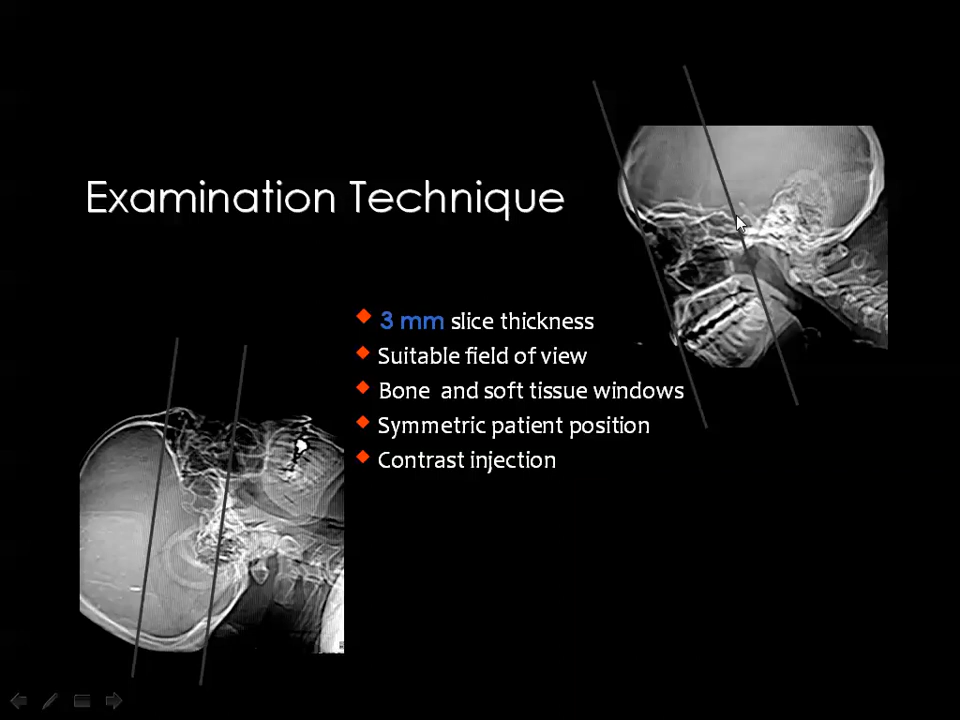 Examination Technique
3 mm slice thickness
Suitable field of view
Bone and soft tissue windows
Symmetric patient position
Contrast injection